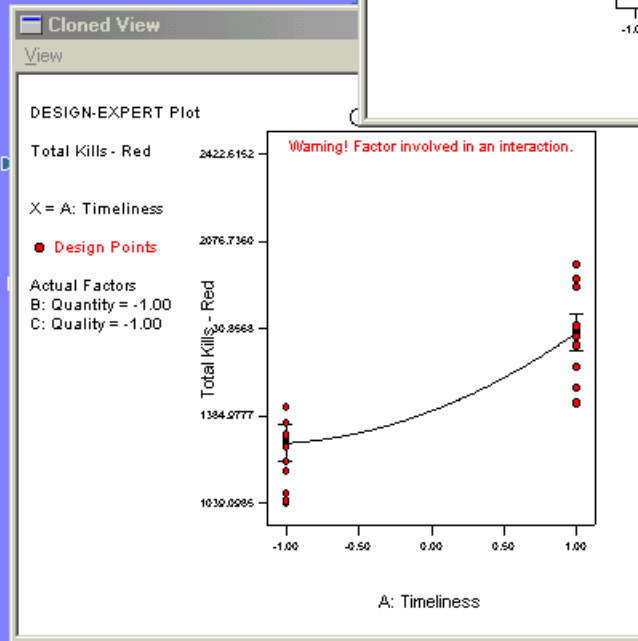 Cloned View
View
DESIGN-EXPERT Plot
Total Kills - Red
X = A: Timeliness
Design Points
Actual Factors
B: Quantity = -1.00
C: Quality = -1.00
Warning! Factor involved in an interaction.
Total Kills - Red
2422.6152
2076.7360
1384.9777
1039.0985
-1.00
-0.50
0.00
0.50
1.00
A: Timeliness